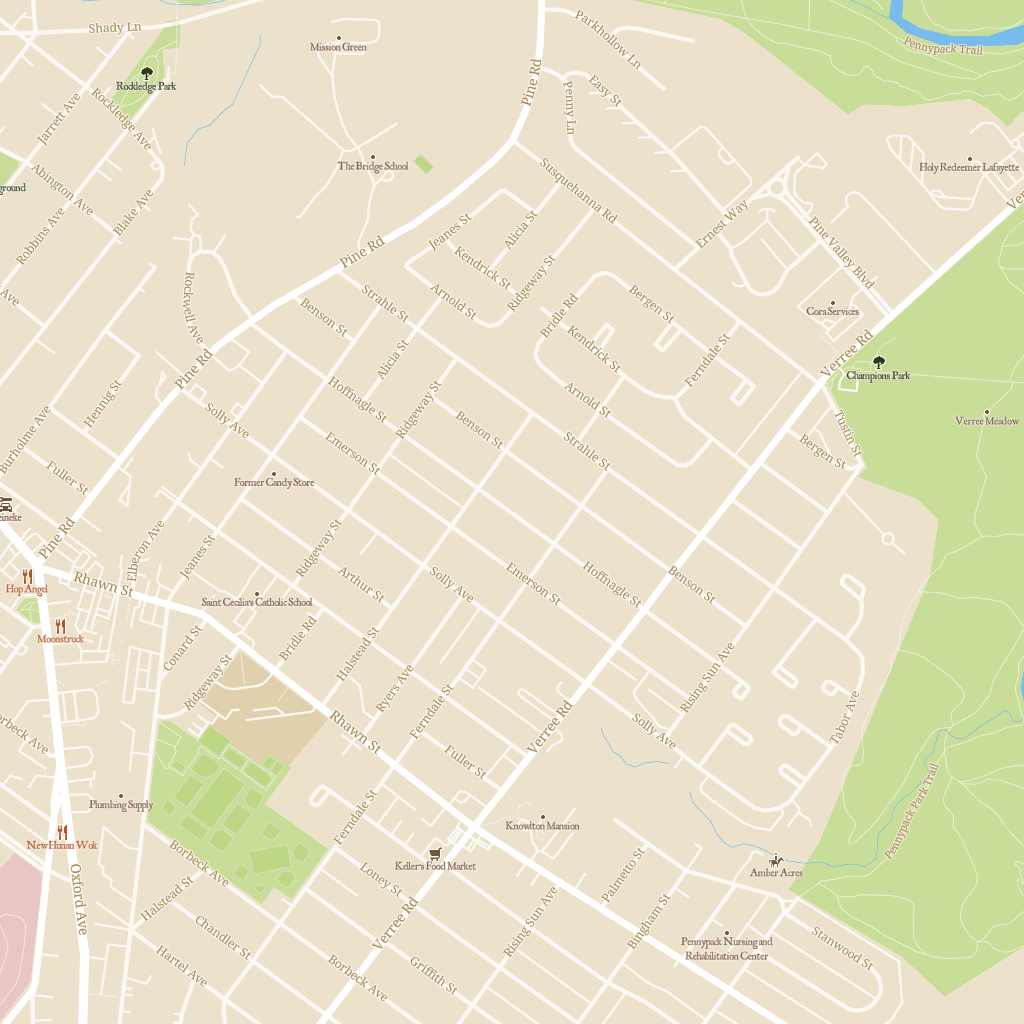 Shady Ln
Mission Green
Parkhollow Ln
Pennypack Trail
Rockledge Park
Pine Rd
Easy St
Penny Ln
Jarrett Ave
Rockledge Ave
The Bridge School
Holy Redeemer Lafayette
Susquehanna Rd
Abington Ave
ground
Blake Ave
Robbins Ave
Ernest Way
Verr
Jeanes St
Alicia St
Pine Valley Blvd
Pine Rd
Kendrick St
Ridgeway St
Rockwell Ave
Ave
Arnold St
Strahle St
Benson St
Bergen St
Bridle Rd
Cora Services
Kendrick St
Verree Rd
Ferndale St
Alicia St
Pine Rd
Champions Park
Hennig St
Hoffnagle St
Ridgeway St
Arnold St
Verree Meadow
Solly Ave
Benson St
Tustin St
Burholme Ave
Emerson St
Strahle St
Bergen St
Fuller St
Former Candy Store
eineke
Pine Rd
Elberon Ave
Jeanes St
Ridgeway St
Rhawn St
Hop Angel
Arthur St
Solly Ave
Emerson St
Hoffnagle St
Benson St
Saint Cecilia's Catholic School
Moonstruck
Conard St
Bridle Rd
Halstead St
Ridgeway St
Ryers Ave
Rising Sun Ave
Ferndale St
Tabor Ave
Borbeck Ave
Rhawn St
Verree Rd
Solly Ave
Fuller St
Plumbing Supply
Pennypack Park Trail
Ferndale St
Knowlton Mansion
New Hunan Wok
Keller's Food Market
Amber Acres
Borbeck Ave
Loney St
Palmetto St
Oxford Ave
Halstead St
Verree Rd
Rising Sun Ave
Bingham St
Chandler St
Pennypack Nursing and
Rehabilitation Center
Stanwood St
Hartel Ave
Borbeck Ave
Griffith St